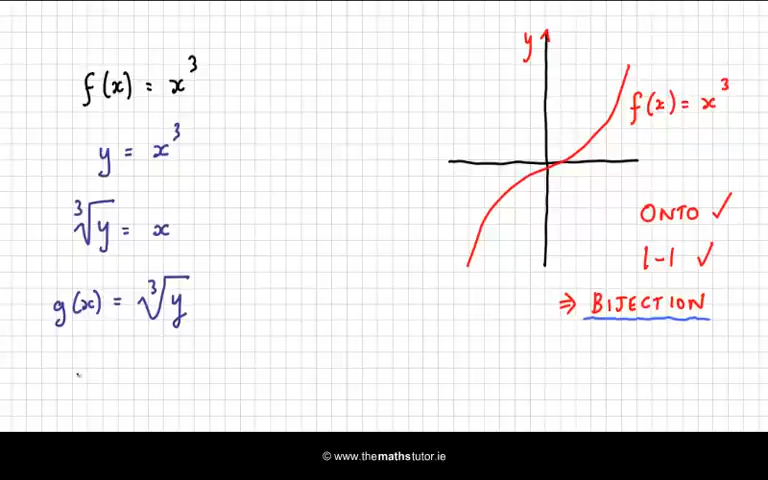 f(x) = x³
y = x³
∛y = x
g(x) = ∛y
y
f(x) = x³
ONTO ✓
1-1 ✓
⇒ BIJECTION
© www.themathstutor.ie